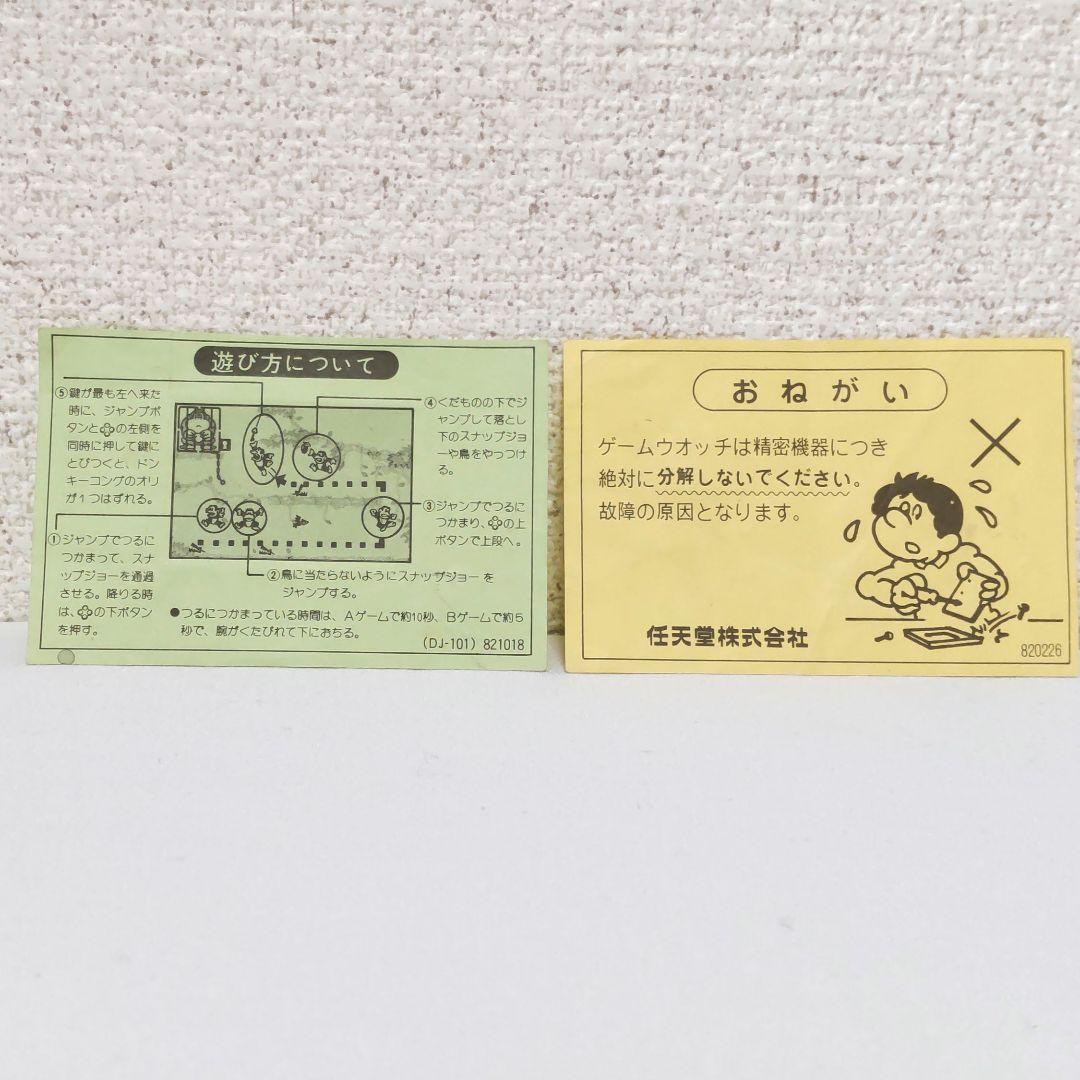 遊び方について
⑤鍵が最も左へ来た
時に、ジャンプボ
タンと✥の左側を
同時に押して鍵に
とびつくと、ドン
キーコングのオリ
が1つはずれる。
①ジャンプでつるに
つかまって、スナ
ップジョーを通過
させる。降りる時
は、✥の下ボタン
を押す。
④くだものの下でジ
ャンプして落とし
下のスナップジョ
ーや鳥をやっつけ
る。
③ジャンプでつるに
つかまり、✥の上
ボタンで上段へ。
②鳥に当たらないようにスナッザジョーを
ジャンプする。
●つるにつかまっている時間は、Aゲームで約10秒、Bゲームで約5
秒で、腕がくたびれて下におちる。
(DJ-101) 821018
おねがい
ゲームウオッチは精密機器につき
絶対に分解しないでください。
故障の原因となります。
任天堂株式会社
820226